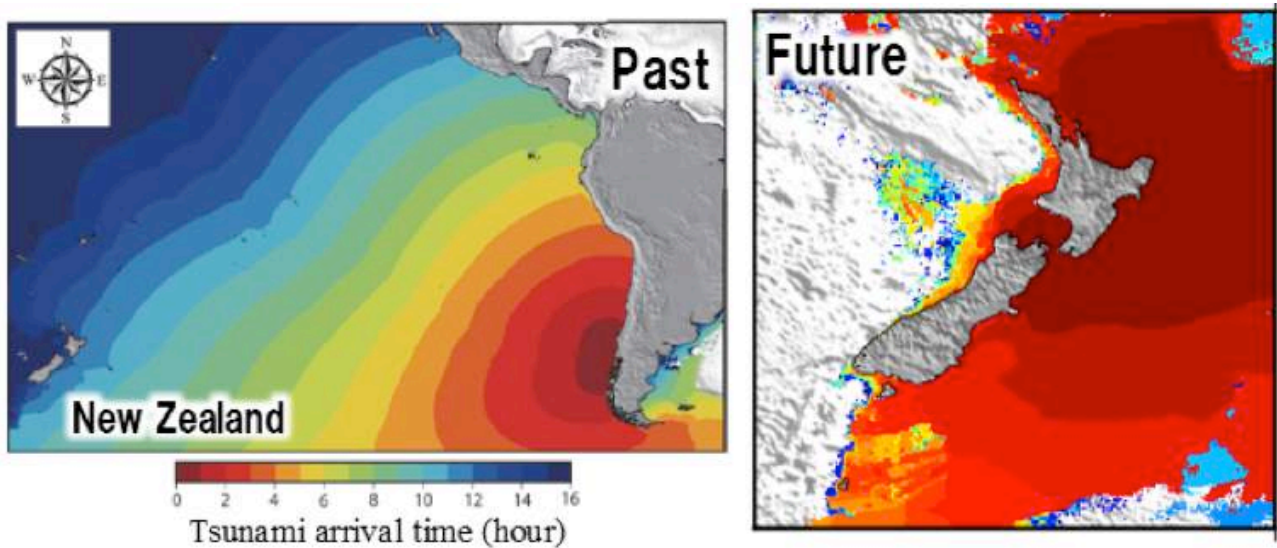 N
W E
S
Past
New Zealand
0 2 4 6 8 10 12 14 16
Tsunami arrival time (hour)
Future